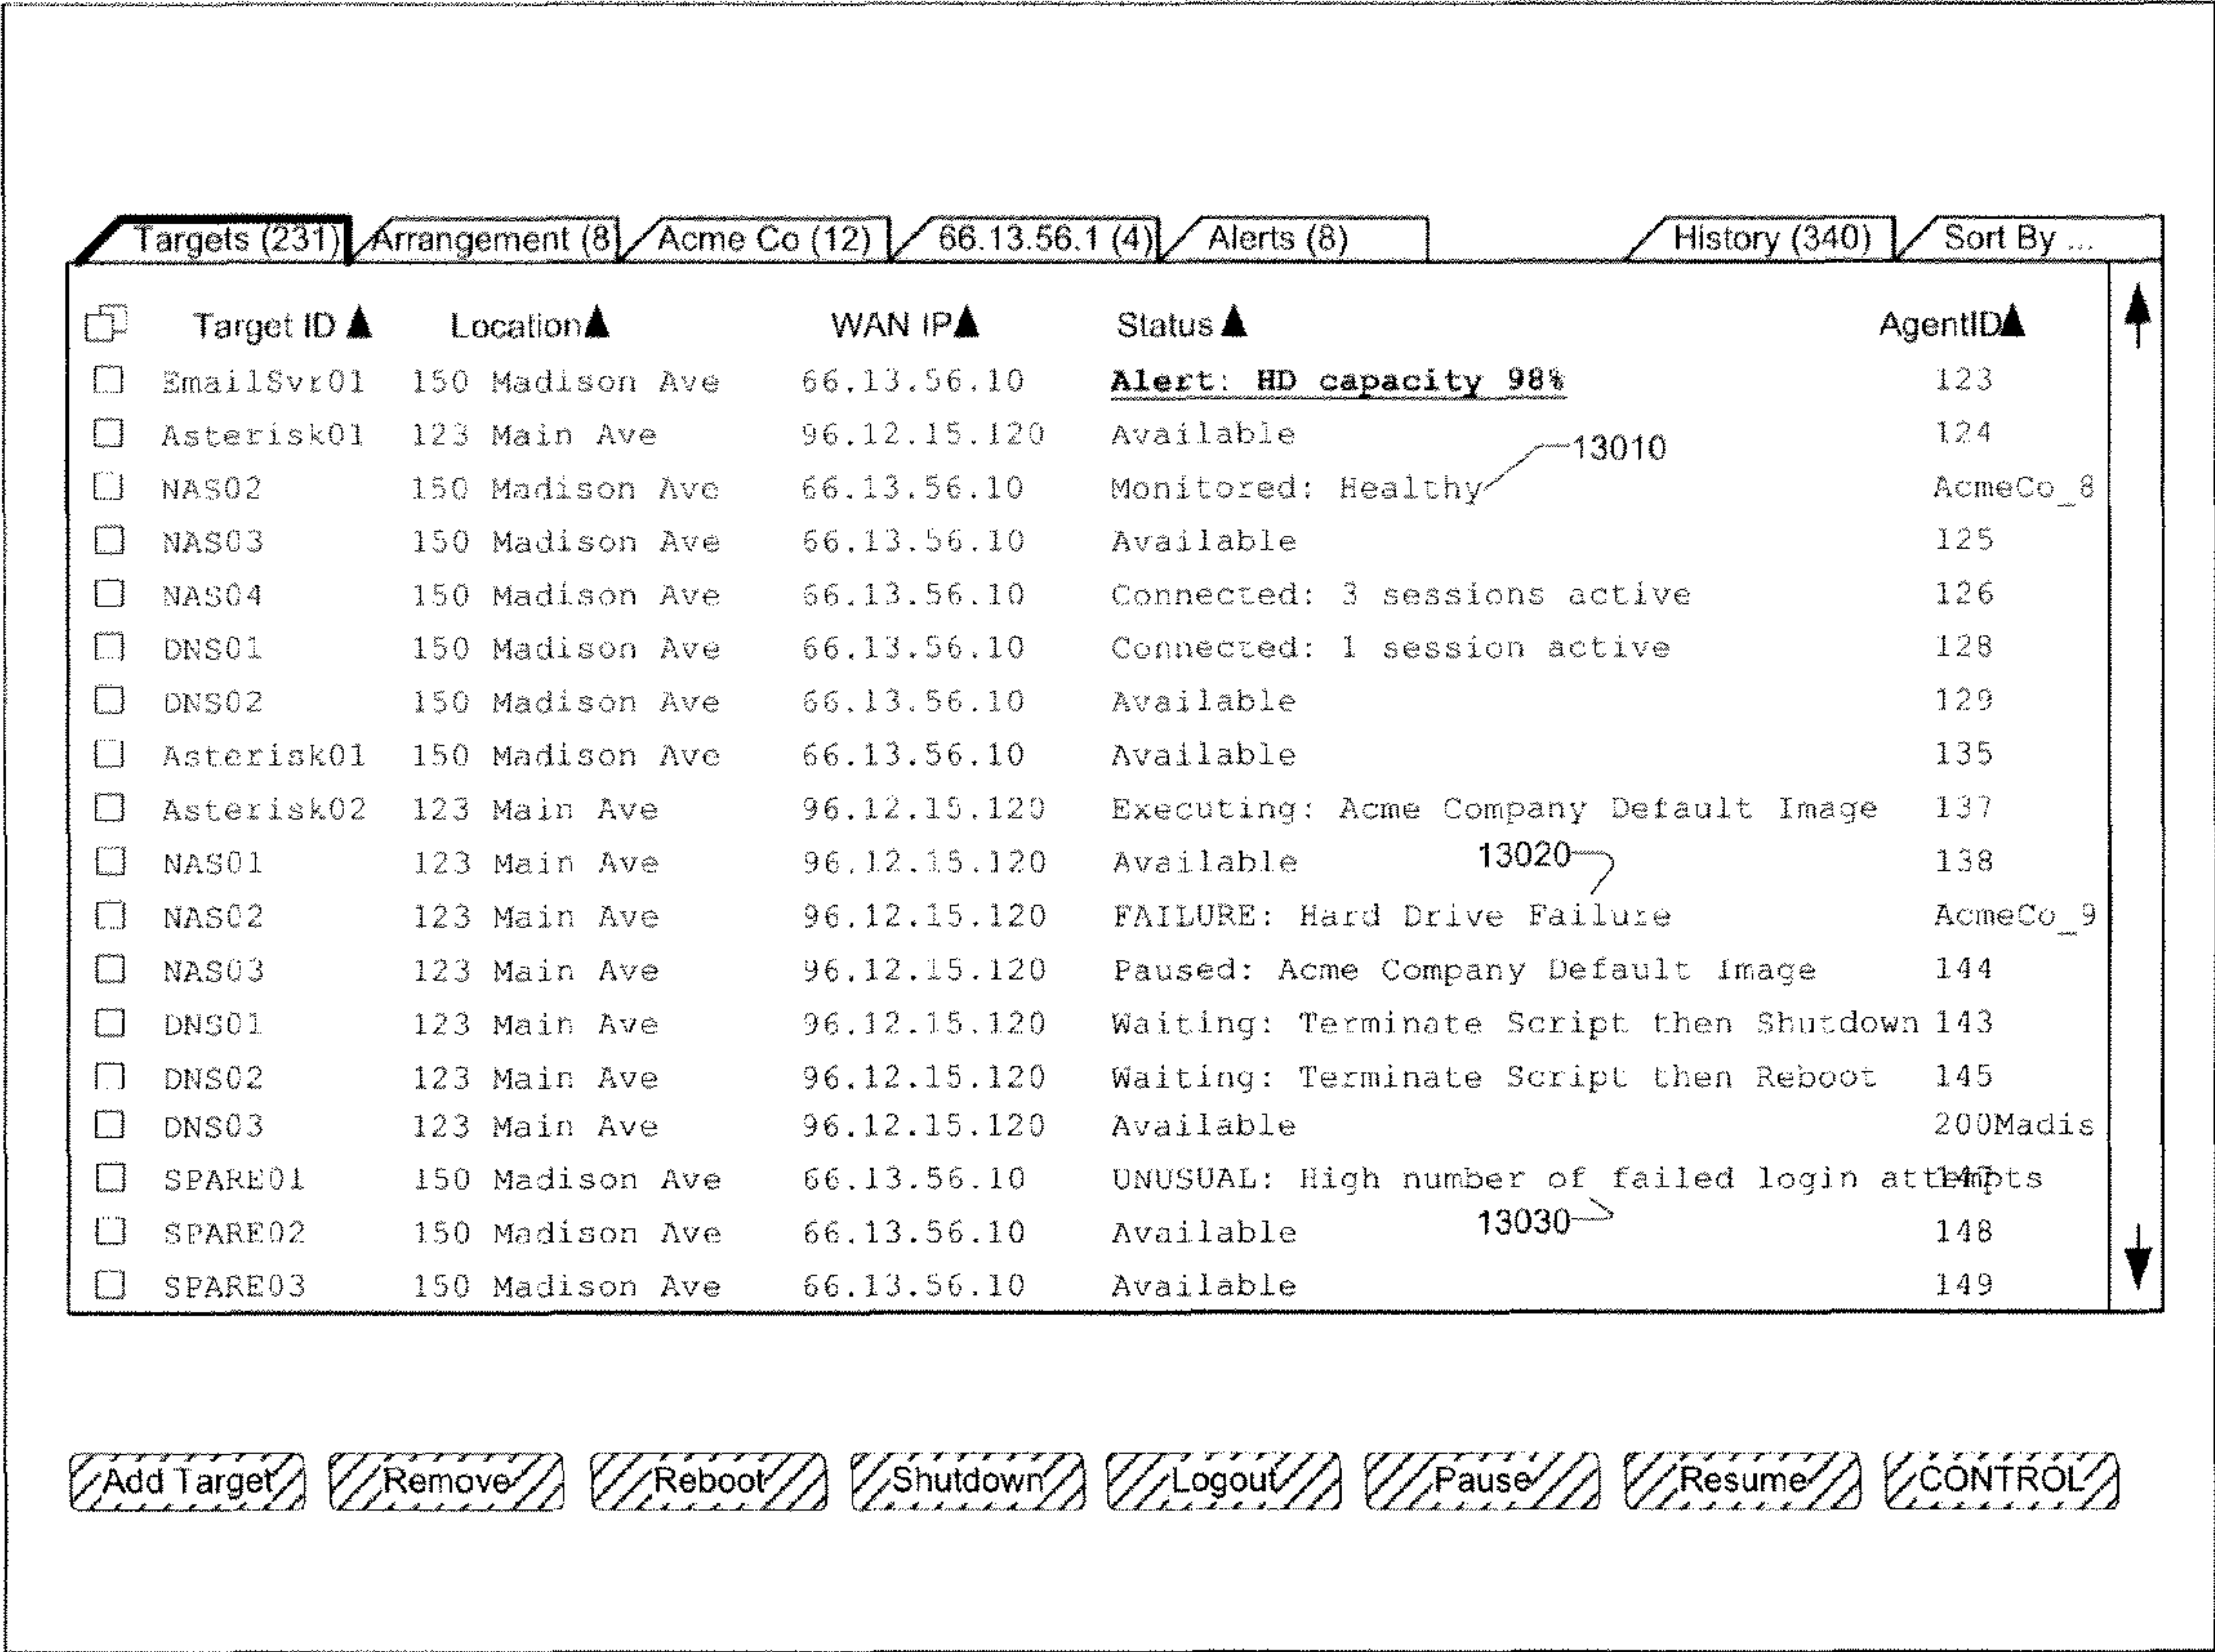 Targets (231) Arrangement (8) Acme Co (12) 66.13.56.1 (4) Alerts (8) History (340) Sort By ...
Target ID▲ Location▲ WAN IP▲ Status▲ AgentID▲
EmailSvr01 150 Madison Ave 66.13.56.10 Alert: HD capacity 98% 123
Asterisk01 123 Main Ave 96.12.15.120 Available 124
13010
NAS02 150 Madison Ave 66.13.56.10 Monitored: Healthy AcmeCo_8
NAS03 150 Madison Ave 66.13.56.10 Available 125
NAS04 150 Madison Ave 66.13.56.10 Connected: 3 sessions active 126
DNS01 150 Madison Ave 66.13.56.10 Connected: 1 session active 128
DNS02 150 Madison Ave 66.13.56.10 Available 129
Asterisk01 150 Madison Ave 66.13.56.10 Available 135
Asterisk02 123 Main Ave 96.12.15.120 Executing: Acme Company Default Image 137
NAS01 123 Main Ave 96.12.15.120 Available 13020 138
NAS02 123 Main Ave 96.12.15.120 FAILURE: Hard Drive Failure AcmeCo_9
NAS03 123 Main Ave 96.12.15.120 Paused: Acme Company Default Image 144
DNS01 123 Main Ave 96.12.15.120 Waiting: Terminate Script then Shutdown 143
DNS02 123 Main Ave 96.12.15.120 Waiting: Terminate Script then Reboot 145
DNS03 123 Main Ave 96.12.15.120 Available 200Madis
SPARE01 150 Madison Ave 66.13.56.10 UNUSUAL: High number of failed login attempts
SPARE02 150 Madison Ave 66.13.56.10 Available 13030 148
SPARE03 150 Madison Ave 66.13.56.10 Available 149
Add Target Remove Reboot Shutdown Logout Pause Resume CONTROL